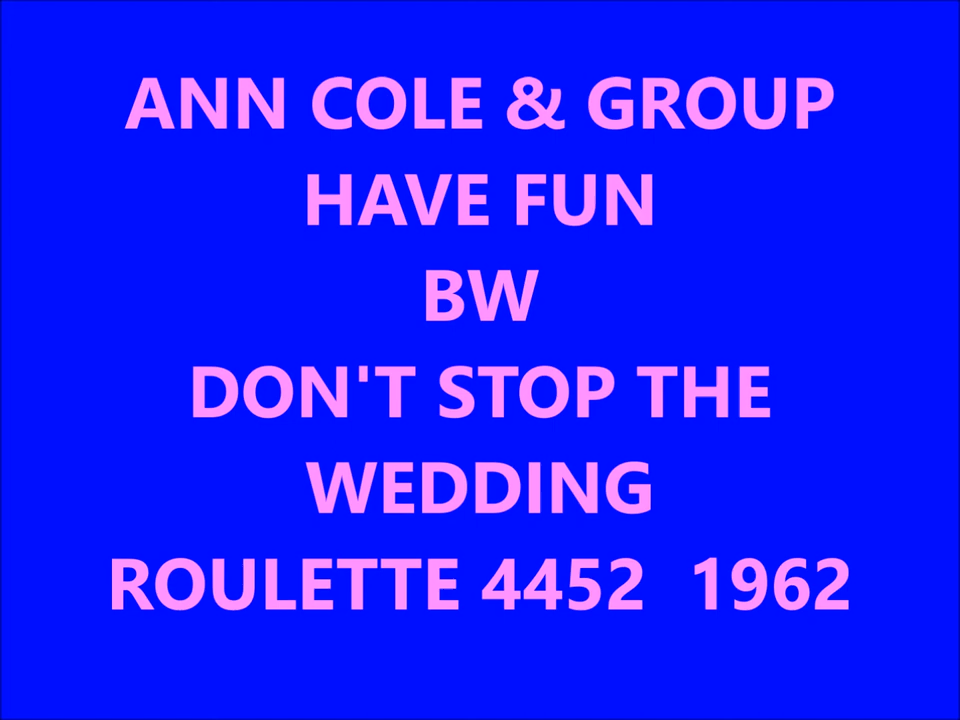 ANN COLE & GROUP
HAVE FUN
BW
DON'T STOP THE
WEDDING
ROULETTE 4452  1962